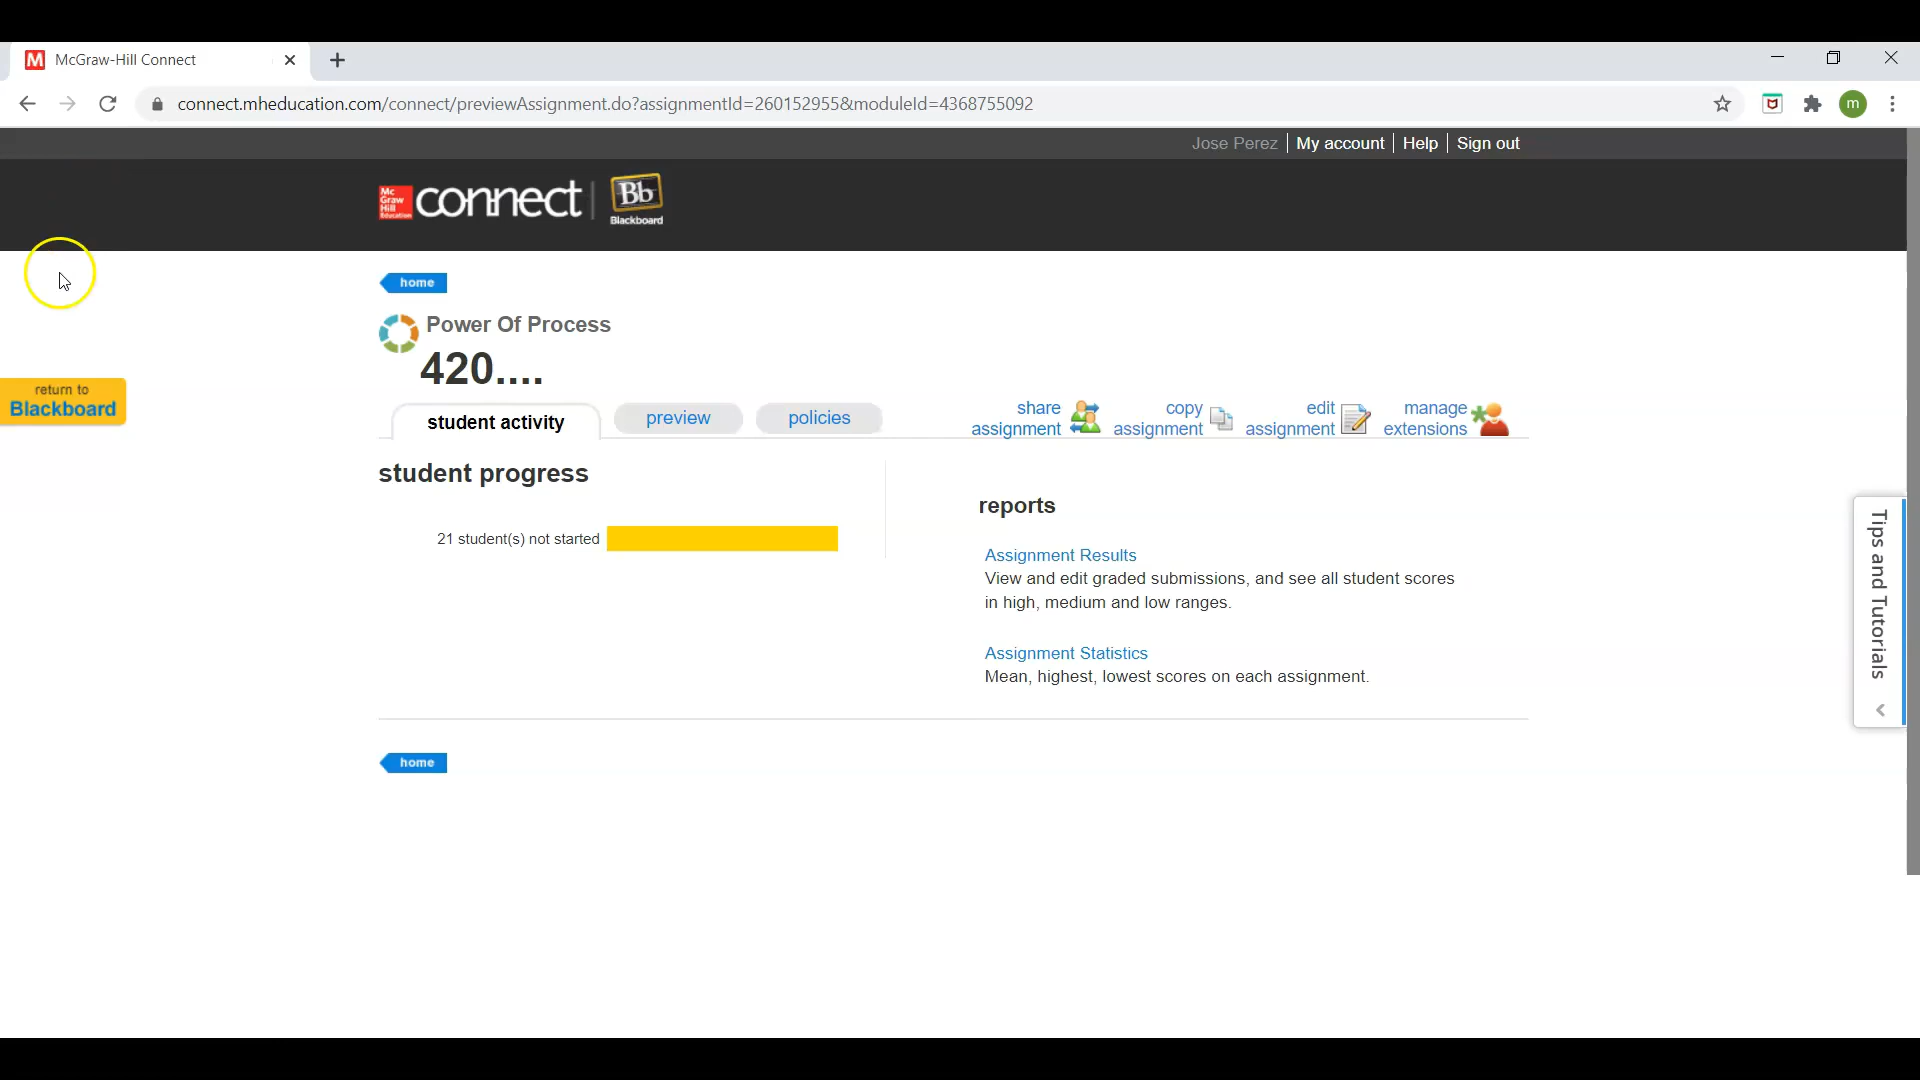 McGraw-Hill Connect
connect.mheducation.com/connect/previewAssignment.do?assignmentId=260152955&moduleId=4368755092
m
Jose Perez My account Help Sign out
Mc Graw Hill Education connect Bb Blackboard
home
Power Of Process
420....
return to
Blackboard
student activity preview policies
share assignment
copy assignment
edit assignment
manage extensions
student progress
21 student(s) not started
reports
Assignment Results
View and edit graded submissions, and see all student scores
in high, medium and low ranges.
Assignment Statistics
Mean, highest, lowest scores on each assignment.
Tips and Tutorials
home